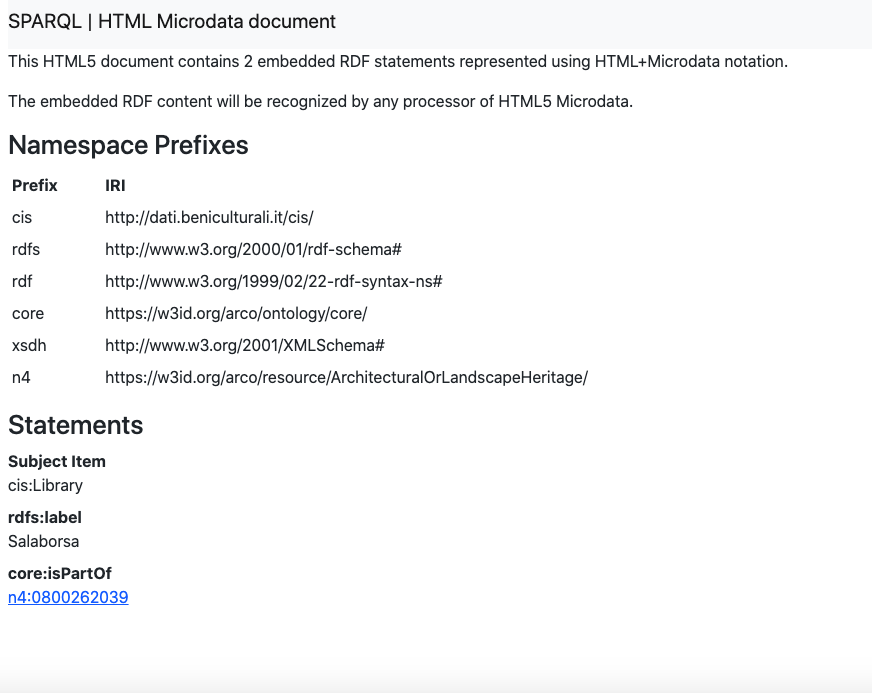 SPARQL | HTML Microdata document
This HTML5 document contains 2 embedded RDF statements represented using HTML+Microdata notation.
The embedded RDF content will be recognized by any processor of HTML5 Microdata.
Namespace Prefixes
Prefix IRI
cis http://dati.beniculturali.it/cis/
rdfs http://www.w3.org/2000/01/rdf-schema#
rdf http://www.w3.org/1999/02/22-rdf-syntax-ns#
core https://w3id.org/arco/ontology/core/
xsdh http://www.w3.org/2001/XMLSchema#
n4 https://w3id.org/arco/resource/ArchitecturalOrLandscapeHeritage/
Statements
Subject Item
cis:Library
rdfs:label
Salaborsa
core:isPartOf
n4:0800262039